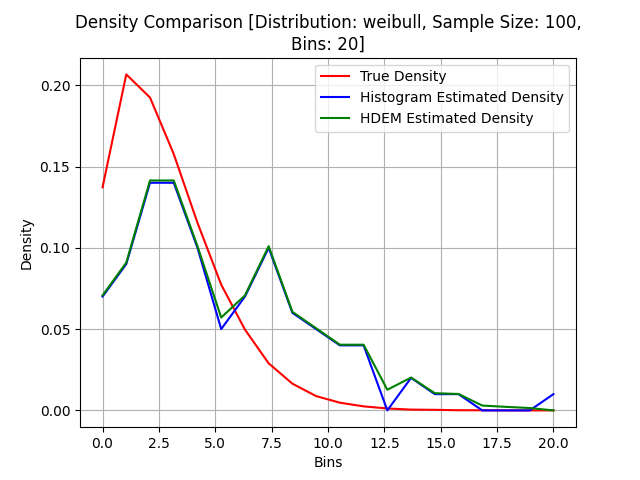 Density Comparison [Distribution: weibull, Sample Size: 100,
Bins: 20]
True Density
Histogram Estimated Density
HDEM Estimated Density
Density
0.20
0.15
0.10
0.05
0.00
0.0 2.5 5.0 7.5 10.0 12.5 15.0 17.5 20.0
Bins